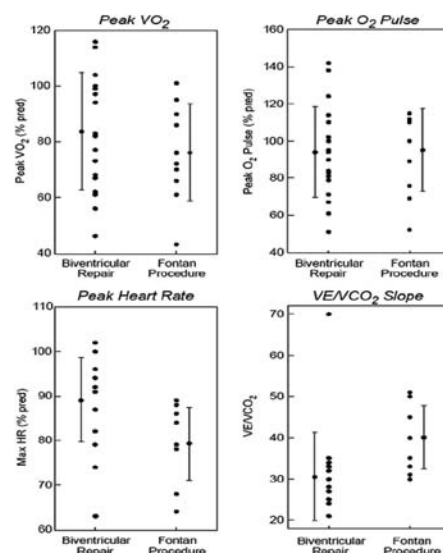 Peak VO2
Peak VO2 (% pred)
120
100
80
60
40
Biventricular Repair
Fontan Procedure
Peak O2 Pulse
Peak O2 Pulse (% pred)
160
140
120
100
80
60
40
Biventricular Repair
Fontan Procedure
Peak Heart Rate
Max HR (% pred)
110
100
90
80
70
60
Biventricular Repair
Fontan Procedure
VE/VCO2 Slope
VE/VCO2
70
60
50
40
30
20
Biventricular Repair
Fontan Procedure